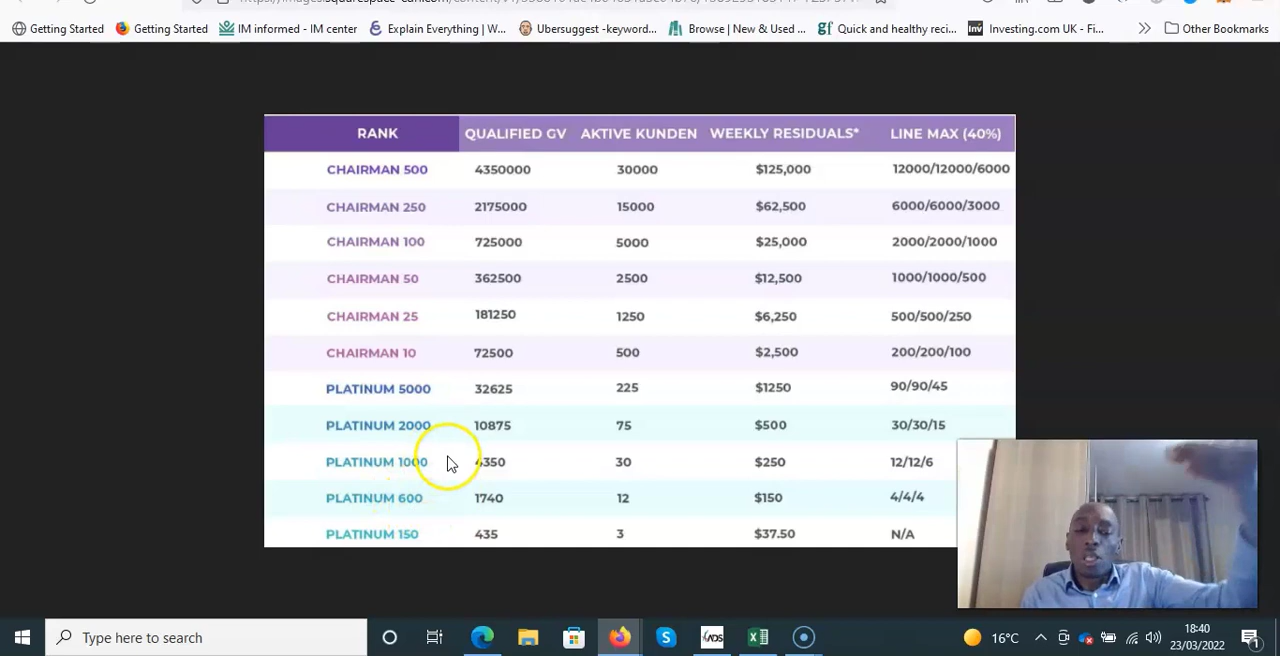 Getting Started Getting Started IM informed - IM center Explain Everything | W... Ubersuggest -keyword... Browse | New & Used ... Quick and healthy reci... Investing.com UK - Fi... Other Bookmarks
RANK QUALIFIED GV AKTIVE KUNDEN WEEKLY RESIDUALS* LINE MAX (40%)
CHAIRMAN 500 4350000 30000 $125,000 12000/12000/6000
CHAIRMAN 250 2175000 15000 $62,500 6000/6000/3000
CHAIRMAN 100 725000 5000 $25,000 2000/2000/1000
CHAIRMAN 50 362500 2500 $12,500 1000/1000/500
CHAIRMAN 25 181250 1250 $6,250 500/500/250
CHAIRMAN 10 72500 500 $2,500 200/200/100
PLATINUM 5000 32625 225 $1250 90/90/45
PLATINUM 2000 10875 75 $500 30/30/15
PLATINUM 1000 4350 30 $250 12/12/6
PLATINUM 600 1740 12 $150 4/4/4
PLATINUM 150 435 3 $37.50 N/A
Type here to search 16°C 18:40
23/03/2022